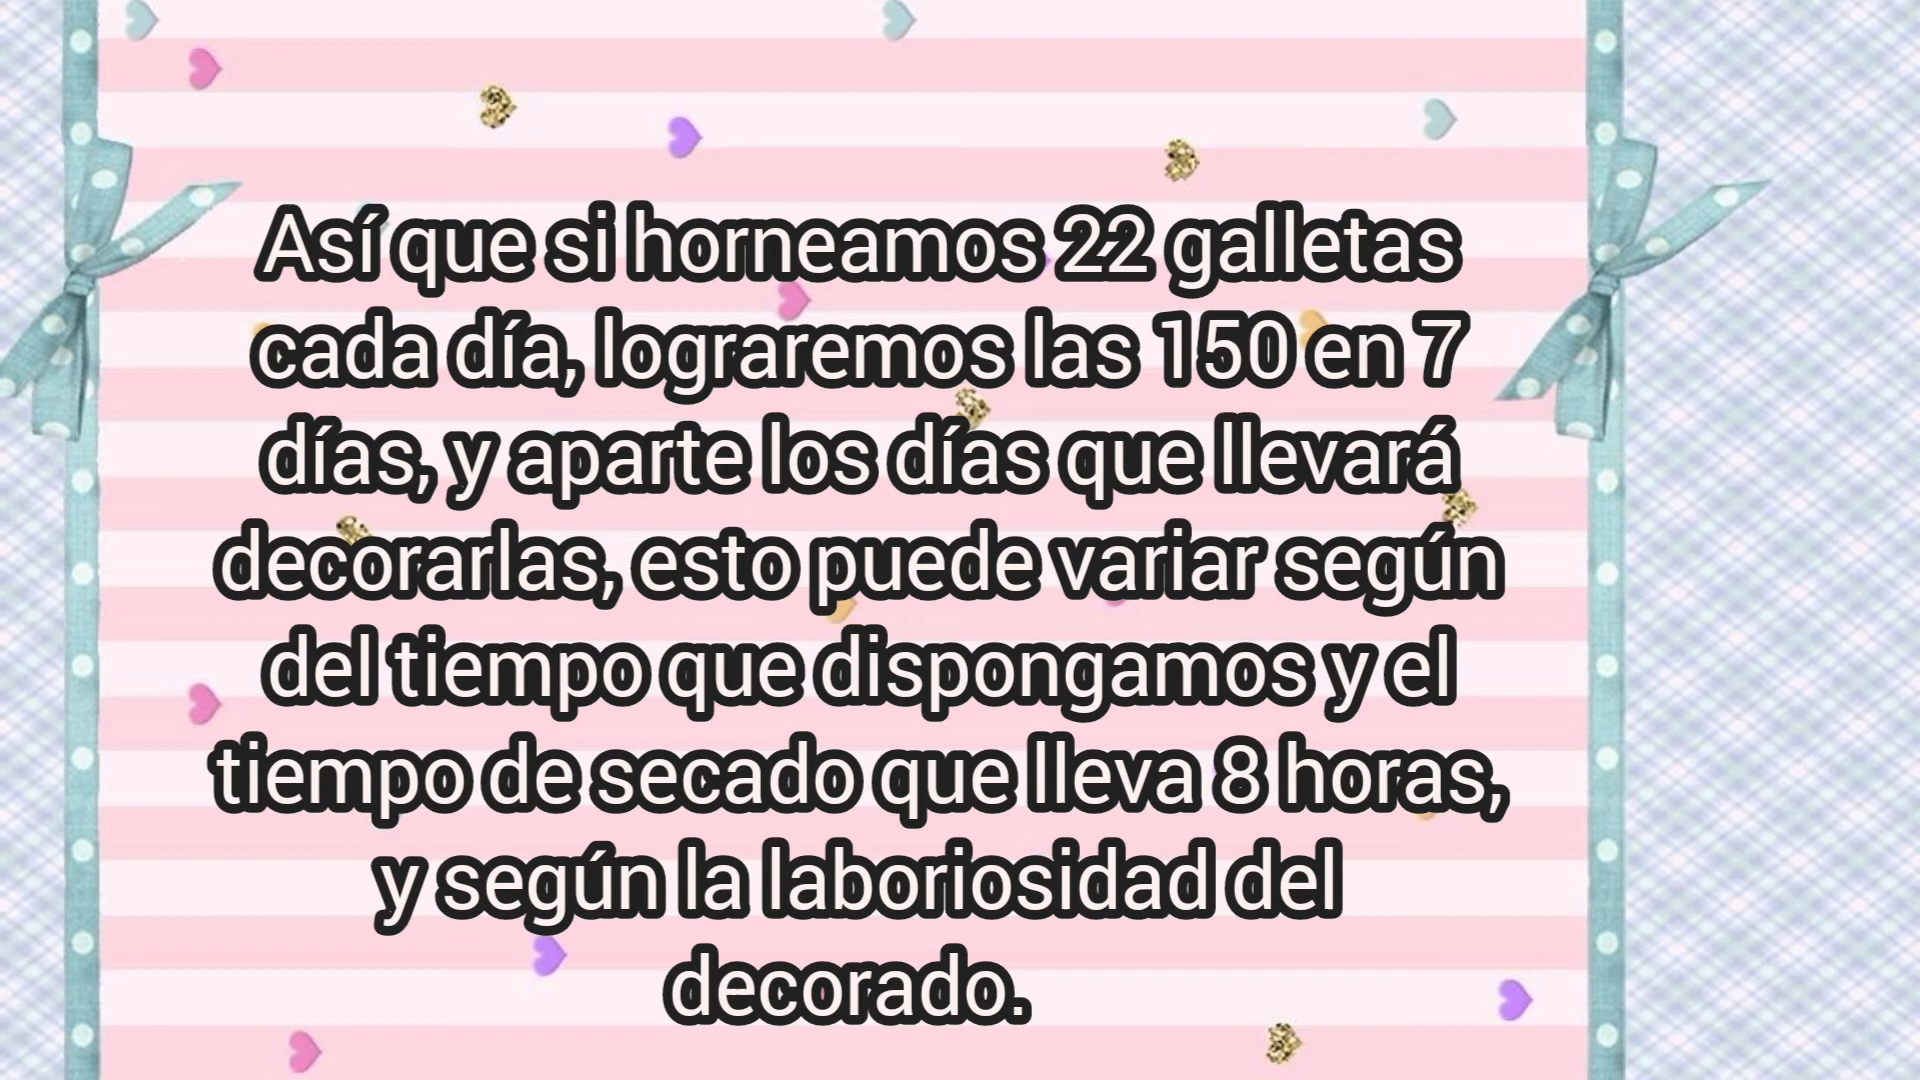 Así que si horneamos 22 galletas
cada día, lograremos las 150 en 7
días, y aparte los días que llevará
decorarlas, esto puede variar según
del tiempo que dispongamos y el
tiempo de secado que lleva 8 horas,
y según la laboriosidad del
decorado.